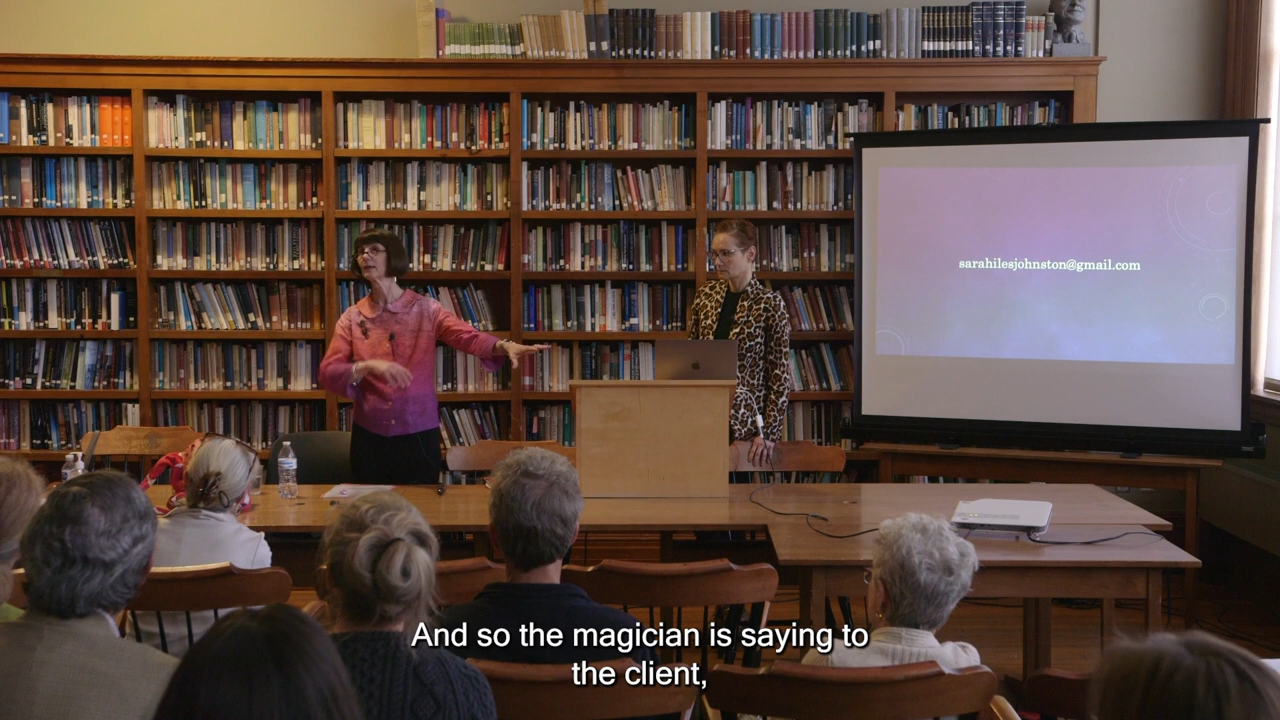 sarahilesjohnston@gmail.com
And so the magician is saying to
the client,